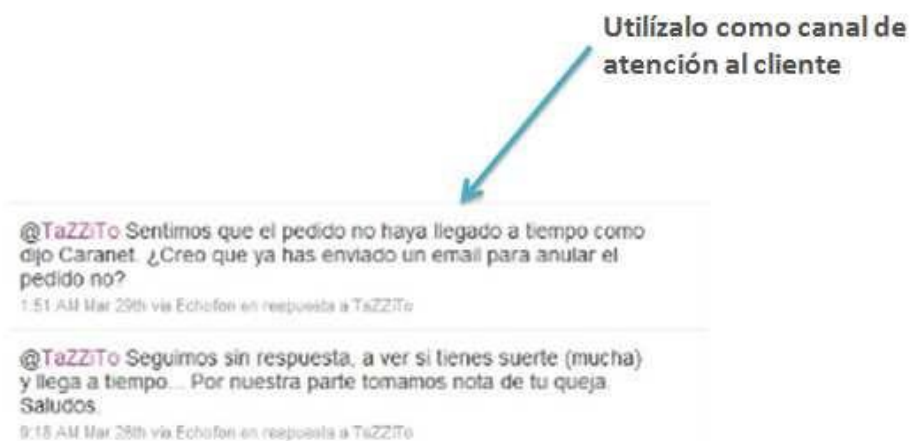 Utilízalo como canal de
atención al cliente
@TaZZiTo Sentimos que el pedido no haya llegado a tiempo como
dijo Caranet. ¿Creo que ya has enviado un email para anular el
pedido no?
1:51 AM Mar 29th via Echofon en respuesta a TaZZiTo
@TaZZiTo Seguimos sin respuesta, a ver si tienes suerte (mucha)
y llega a tiempo... Por nuestra parte tomamos nota de tu queja.
Saludos.
9:18 AM Mar 28th via Echofon en respuesta a TaZZiTo